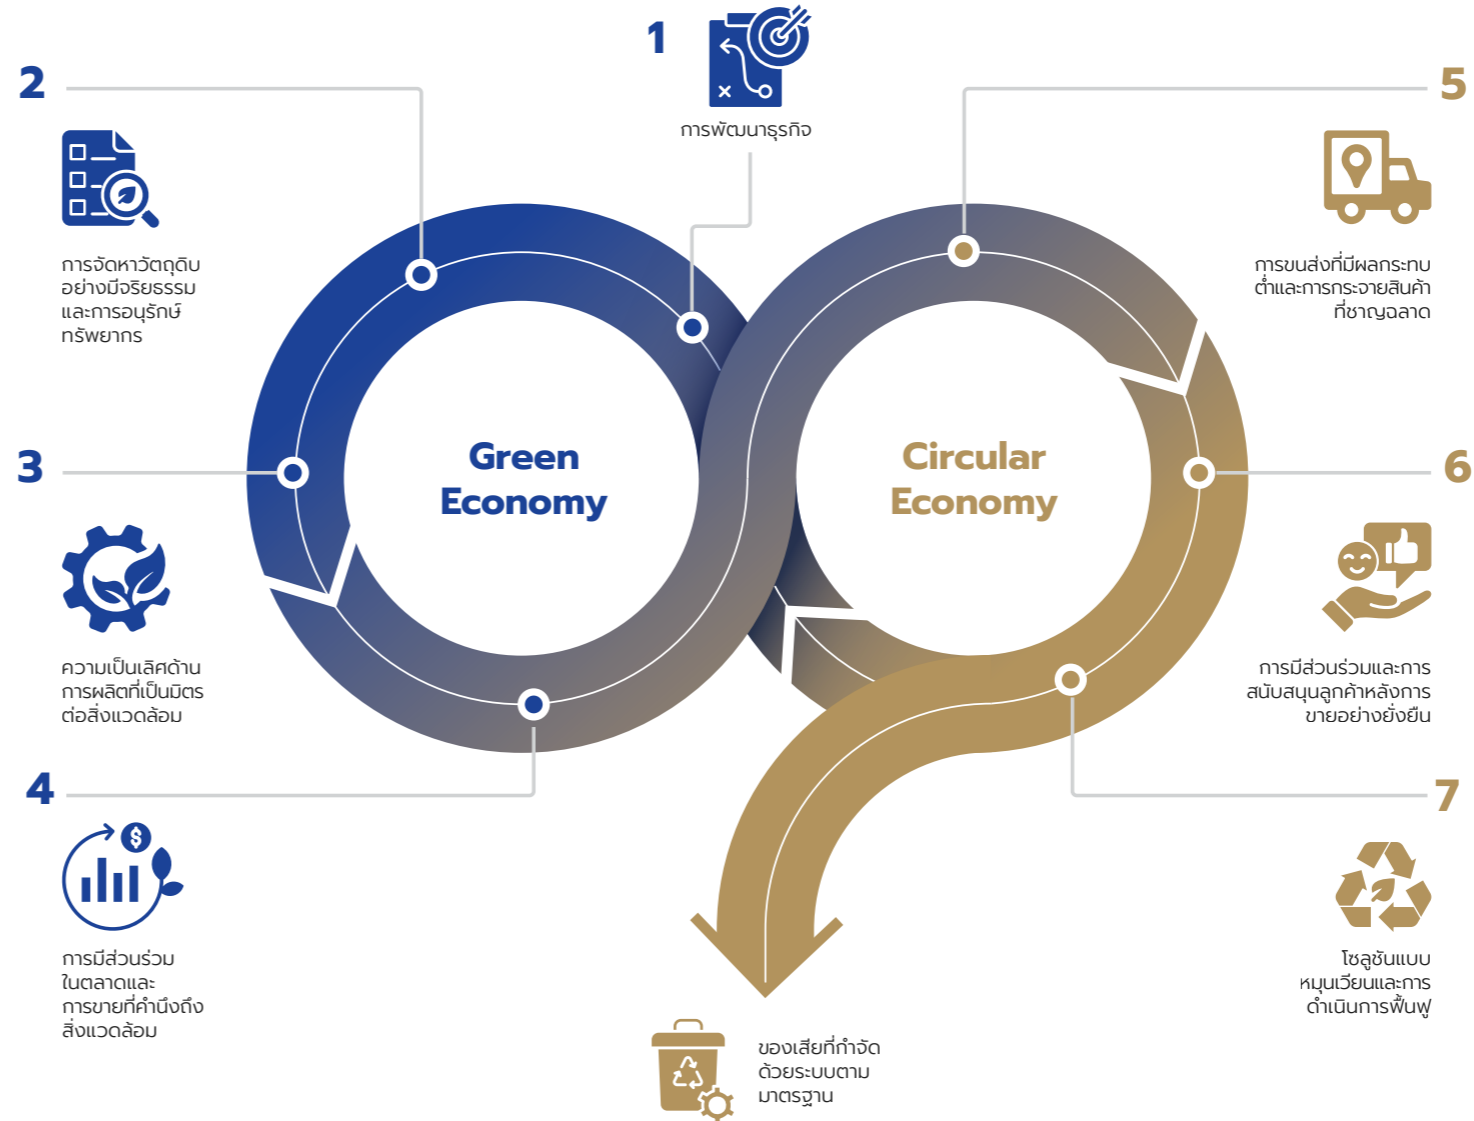 1
การพัฒนาธุรกิจ
2
การจัดหาวัตถุดิบ
อย่างมีจริยธรรม
และการอนุรักษ์
ทรัพยากร
3
ความเป็นเลิศด้าน
การผลิตที่เป็นมิตร
ต่อสิ่งแวดล้อม
4
$
การมีส่วนร่วม
ในตลาดและ
การขายที่คำนึงถึง
สิ่งแวดล้อม
Green
Economy
Circular
Economy
5
การขนส่งที่มีผลกระทบ
ต่ำและการกระจายสินค้า
ที่ชาญฉลาด
6
การมีส่วนร่วมและการ
สนับสนุนลูกค้าหลังการ
ขายอย่างยั่งยืน
7
โซลูชันแบบ
หมุนเวียนและการ
ดำเนินการฟื้นฟู
ของเสียที่กำจัด
ด้วยระบบตาม
มาตรฐาน